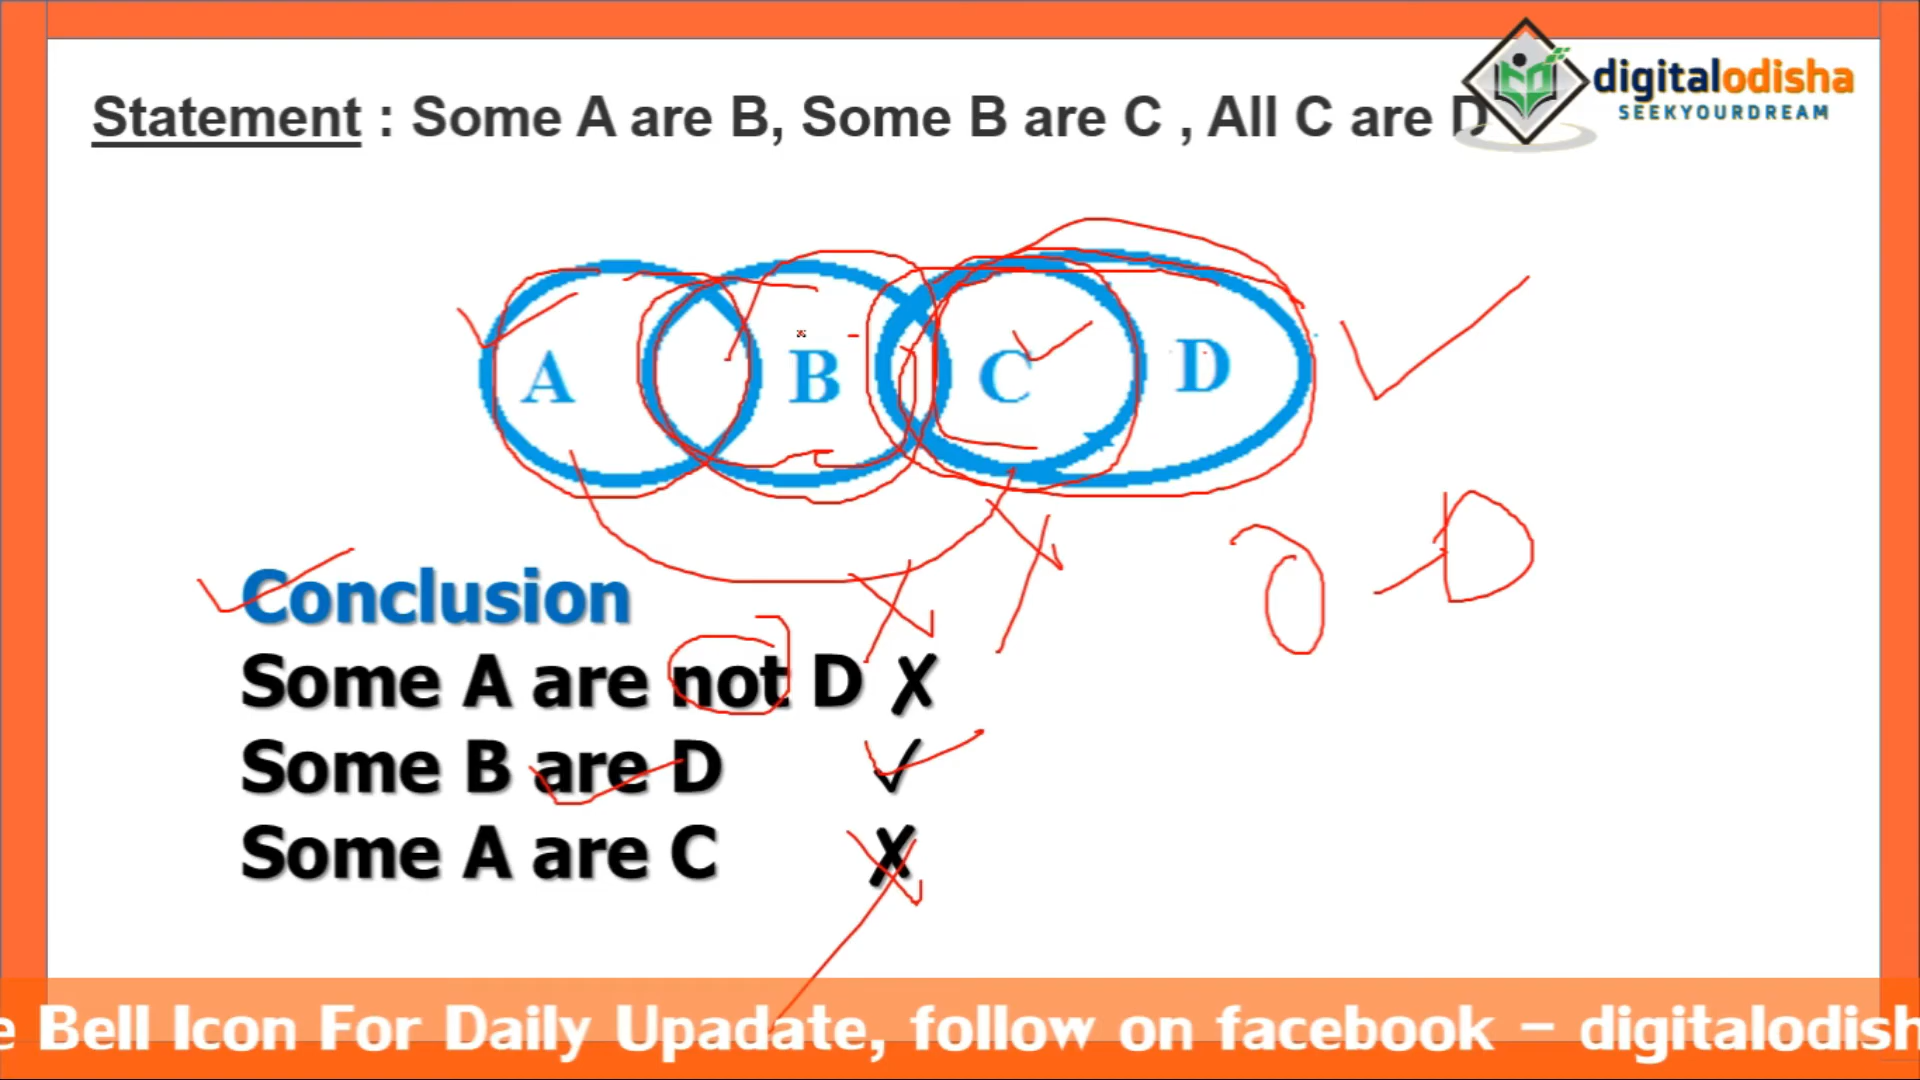 digitalodisha
SEEKYOURDREAM
Statement : Some A are B, Some B are C , All C are D
A B C D
D
Conclusion
Some A are not D ✗
Some B are D ✓
Some A are C ✗
e Bell Icon For Daily Upadate, follow on facebook – digitalodish